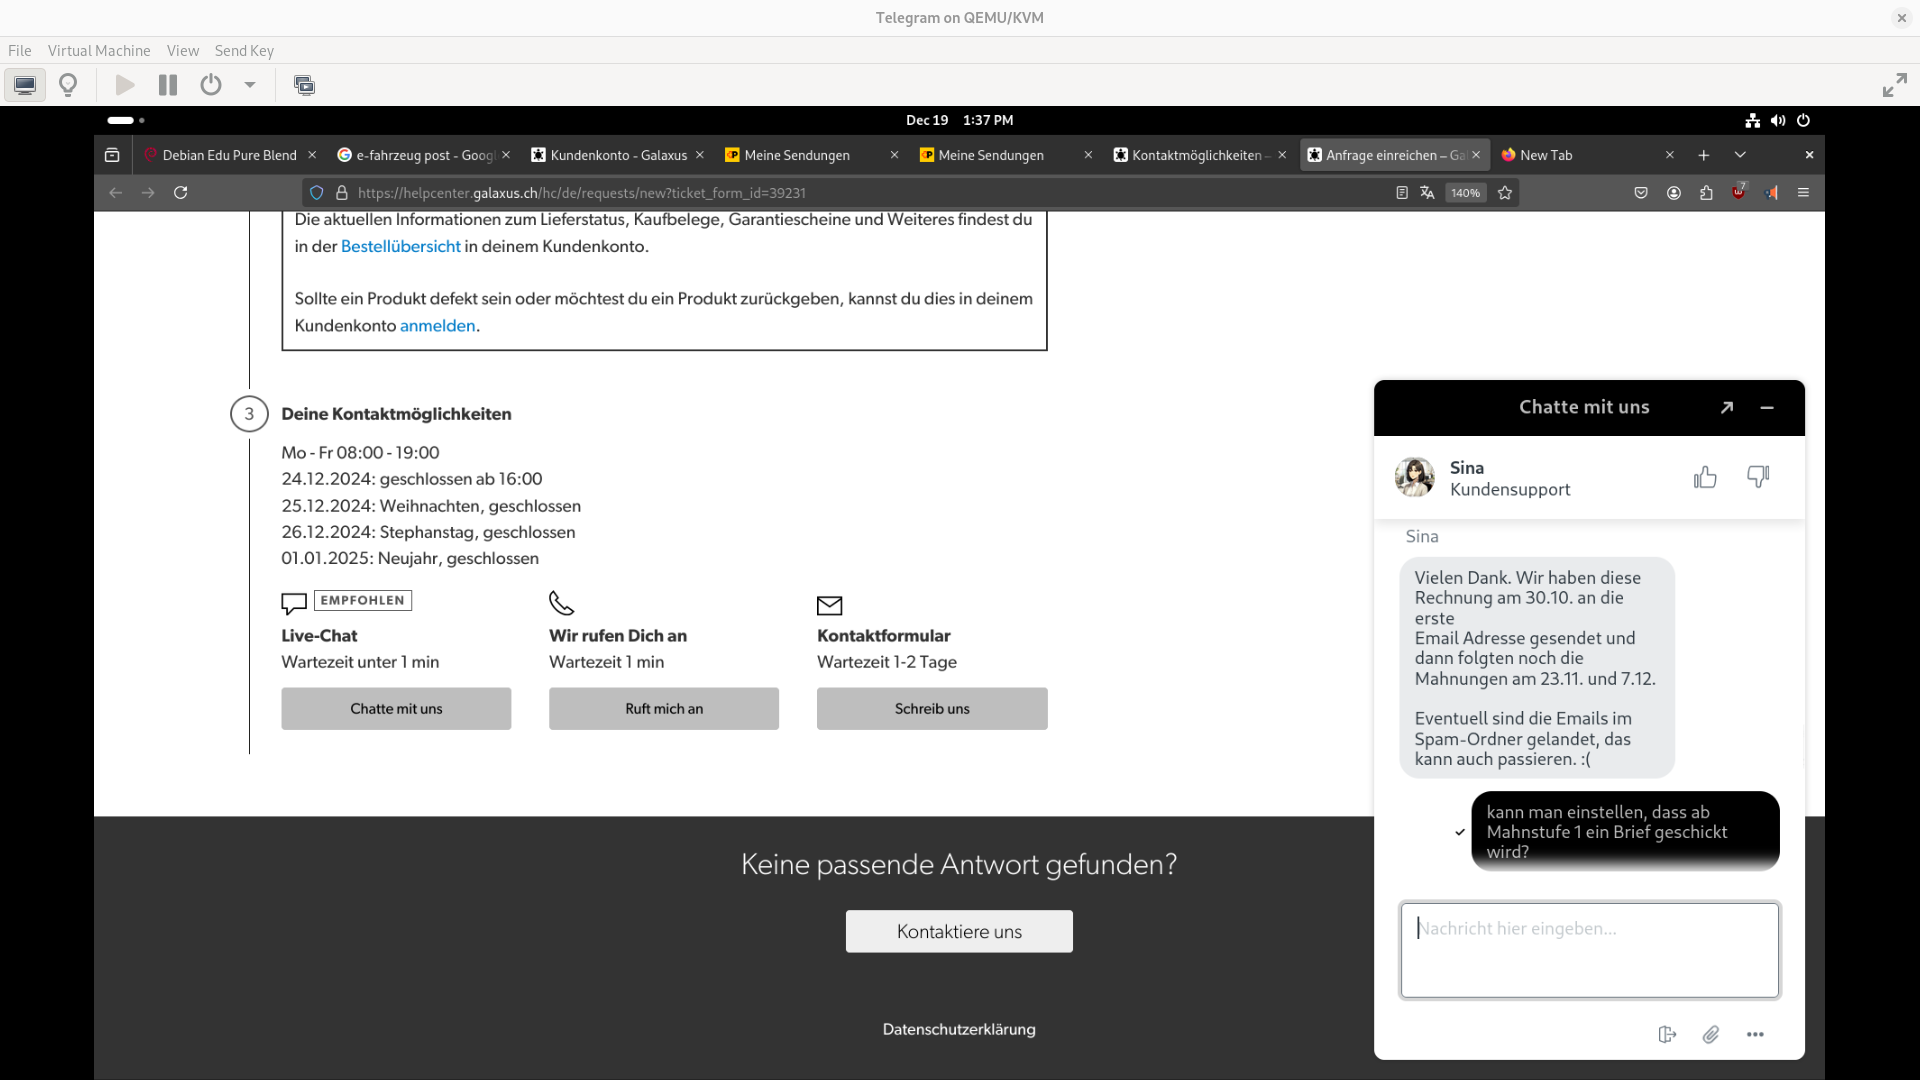 Telegram on QEMU/KVM
File Virtual Machine View Send Key
Dec 19 1:37 PM
Debian Edu Pure Blend
e-fahrzeug post - Googl
Kundenkonto - Galaxus
Meine Sendungen
Meine Sendungen
Kontaktmöglichkeiten –
Anfrage einreichen – Ga
New Tab
https://helpcenter.galaxus.ch/hc/de/requests/new?ticket_form_id=39231
140%
7
Die aktuellen Informationen zum Lieferstatus, Kaufbelege, Garantiescheine und Weiteres findest du
in der Bestellübersicht in deinem Kundenkonto.
Sollte ein Produkt defekt sein oder möchtest du ein Produkt zurückgeben, kannst du dies in deinem
Kundenkonto anmelden.
3 Deine Kontaktmöglichkeiten
Mo - Fr 08:00 - 19:00
24.12.2024: geschlossen ab 16:00
25.12.2024: Weihnachten, geschlossen
26.12.2024: Stephanstag, geschlossen
01.01.2025: Neujahr, geschlossen
EMPFOHLEN
Live-Chat
Wartezeit unter 1 min
Chatte mit uns
Wir rufen Dich an
Wartezeit 1 min
Ruft mich an
Kontaktformular
Wartezeit 1-2 Tage
Schreib uns
Keine passende Antwort gefunden?
Kontaktiere uns
Datenschutzerklärung
Chatte mit uns
Sina
Kundensupport
Sina
Vielen Dank. Wir haben diese
Rechnung am 30.10. an die
erste
Email Adresse gesendet und
dann folgten noch die
Mahnungen am 23.11. und 7.12.
Eventuell sind die Emails im
Spam-Ordner gelandet, das
kann auch passieren. :(
kann man einstellen, dass ab
Mahnstufe 1 ein Brief geschickt
wird?
Nachricht hier eingeben...